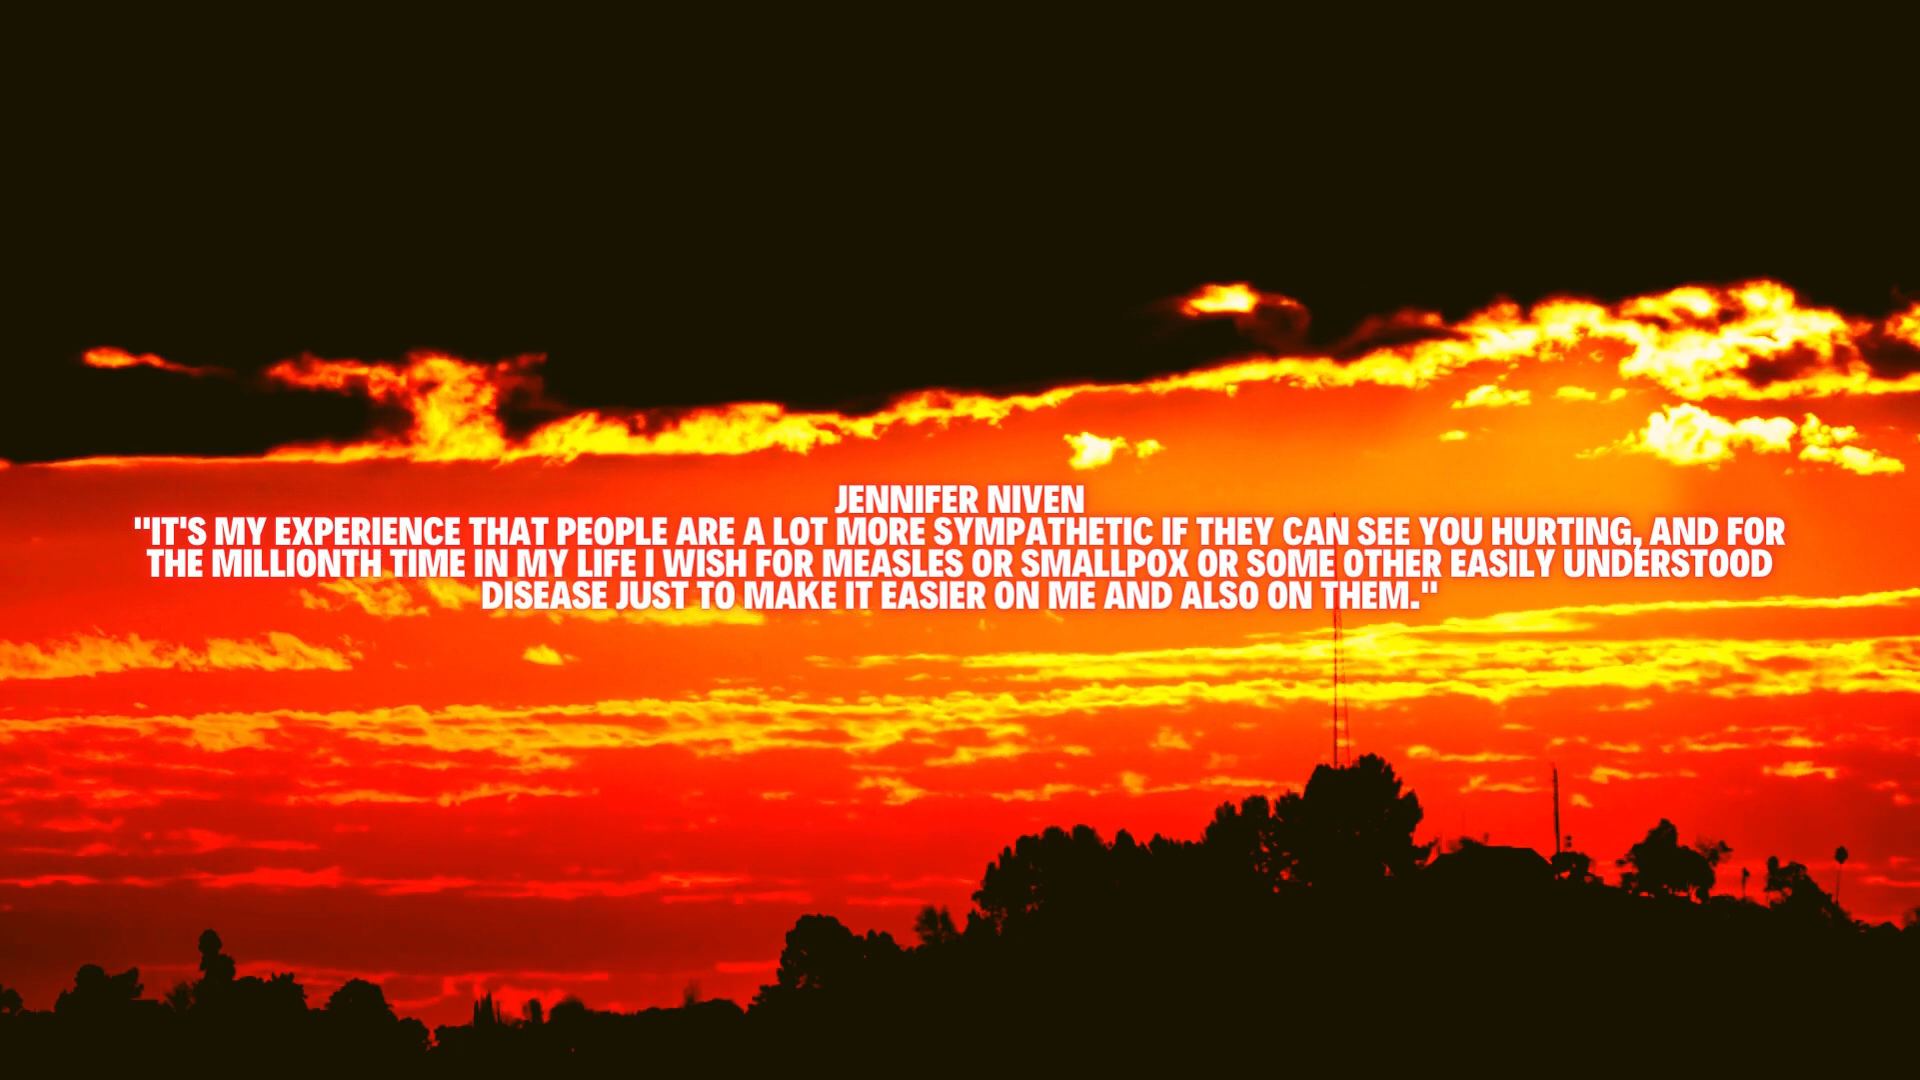 JENNIFER NIVEN
"IT'S MY EXPERIENCE THAT PEOPLE ARE A LOT MORE SYMPATHETIC IF THEY CAN SEE YOU HURTING, AND FOR
THE MILLIONTH TIME IN MY LIFE I WISH FOR MEASLES OR SMALLPOX OR SOME OTHER EASILY UNDERSTOOD
DISEASE JUST TO MAKE IT EASIER ON ME AND ALSO ON THEM."